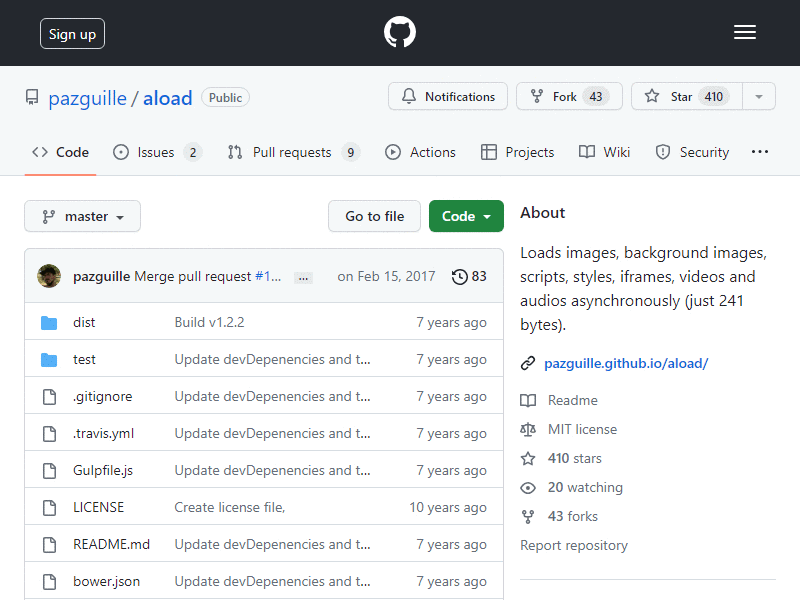 Sign up
pazguille / aload Public
Notifications Fork 43 Star 410
Code Issues 2 Pull requests 9 Actions Projects Wiki Security ...
master Go to file Code
pazguille Merge pull request #1... ... on Feb 15, 2017 83
dist Build v1.2.2 7 years ago
test Update devDepenencies and t... 7 years ago
.gitignore Update devDepenencies and t... 7 years ago
.travis.yml Update devDepenencies and t... 7 years ago
Gulpfile.js Update devDepenencies and t... 7 years ago
LICENSE Create license file, 10 years ago
README.md Update devDepenencies and t... 7 years ago
bower.json Update devDepenencies and t... 7 years ago
About
Loads images, background images,
scripts, styles, iframes, videos and
audios asynchronously (just 241
bytes).
pazguille.github.io/aload/
Readme
MIT license
410 stars
20 watching
43 forks
Report repository